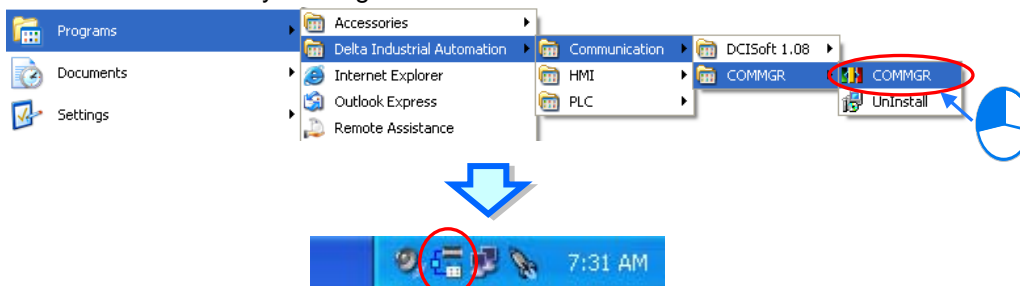 Programs
Documents
Settings
Accessories
Delta Industrial Automation
Internet Explorer
Outlook Express
Remote Assistance
Communication
HMI
PLC
DCISoft 1.08
COMMGR
COMMGR
UnInstall
7:31 AM